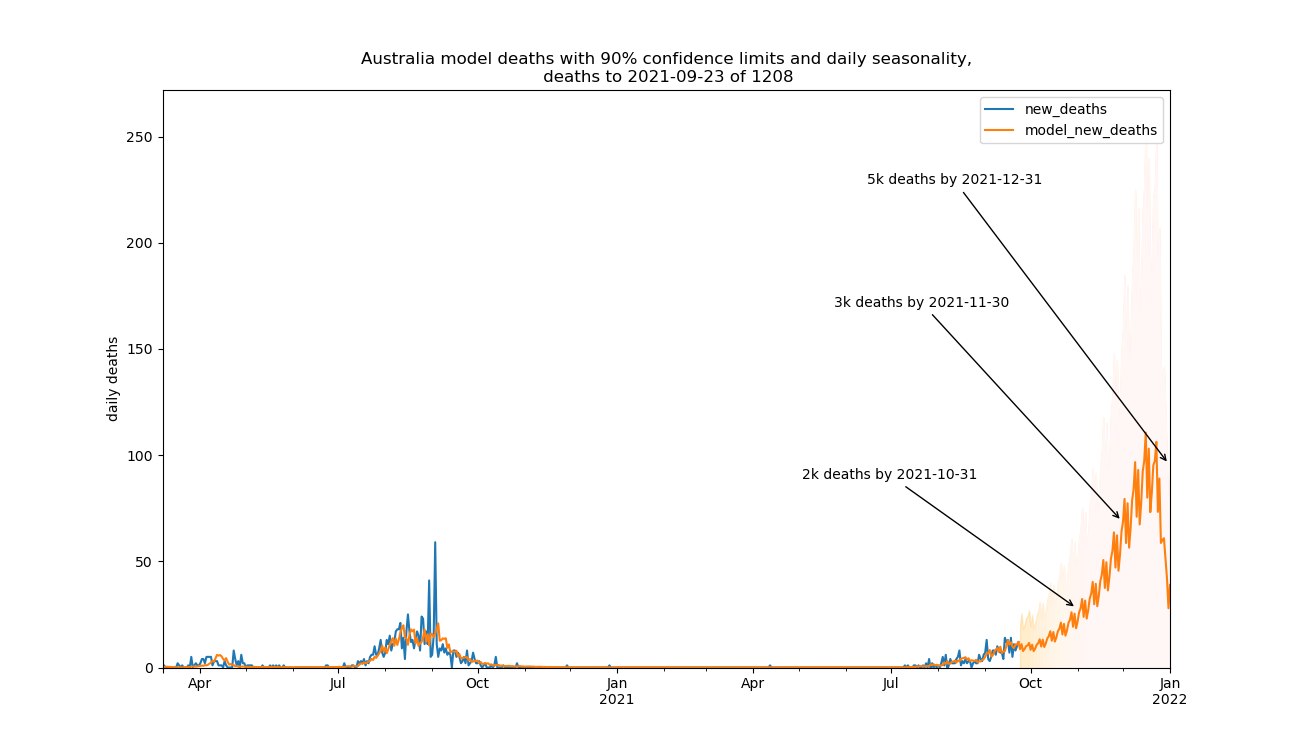 Australia model deaths with 90% confidence limits and daily seasonality,
deaths to 2021-09-23 of 1208
new_deaths
model_new_deaths
250
200
150
100
50
0
daily deaths
5k deaths by 2021-12-31
3k deaths by 2021-11-30
2k deaths by 2021-10-31
Apr
Jul
Oct
Jan
2021
Apr
Jul
Oct
Jan
2022